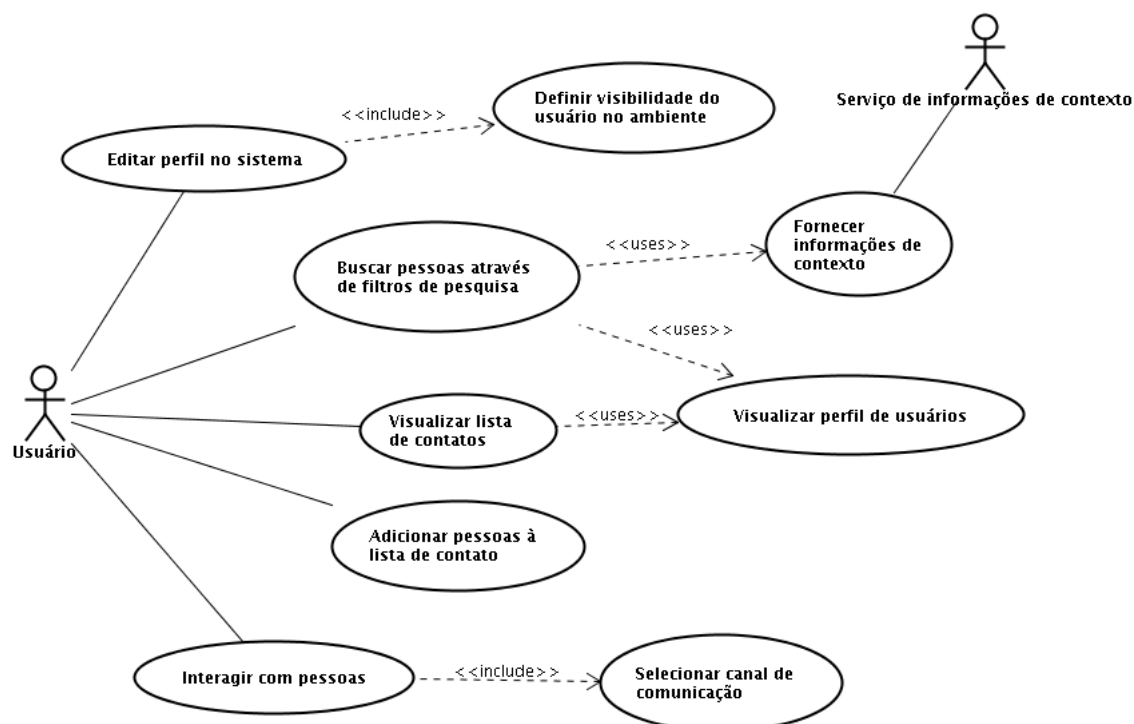 Serviço de informações de contexto
<<include>>
Definir visibilidade do
usuário no ambiente
Editar perfil no sistema
Fornecer
informações de
contexto
<<uses>>
Buscar pessoas através
de filtros de pesquisa
<<uses>>
Visualizar lista
de contatos
<<uses>>
Visualizar perfil de usuários
Usuário
Adicionar pessoas à
lista de contato
Interagir com pessoas
<<include>>
Selecionar canal de
comunicação